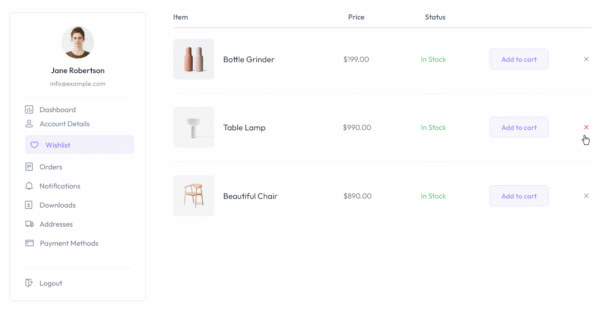 Item Price Status
Jane Robertson
info@example.com
Dashboard
Account Details
Wishlist
Orders
Notifications
Downloads
Addresses
Payment Methods
Logout
Bottle Grinder $199.00 In Stock Add to cart ×
Table Lamp $990.00 In Stock Add to cart ×
Beautiful Chair $890.00 In Stock Add to cart ×